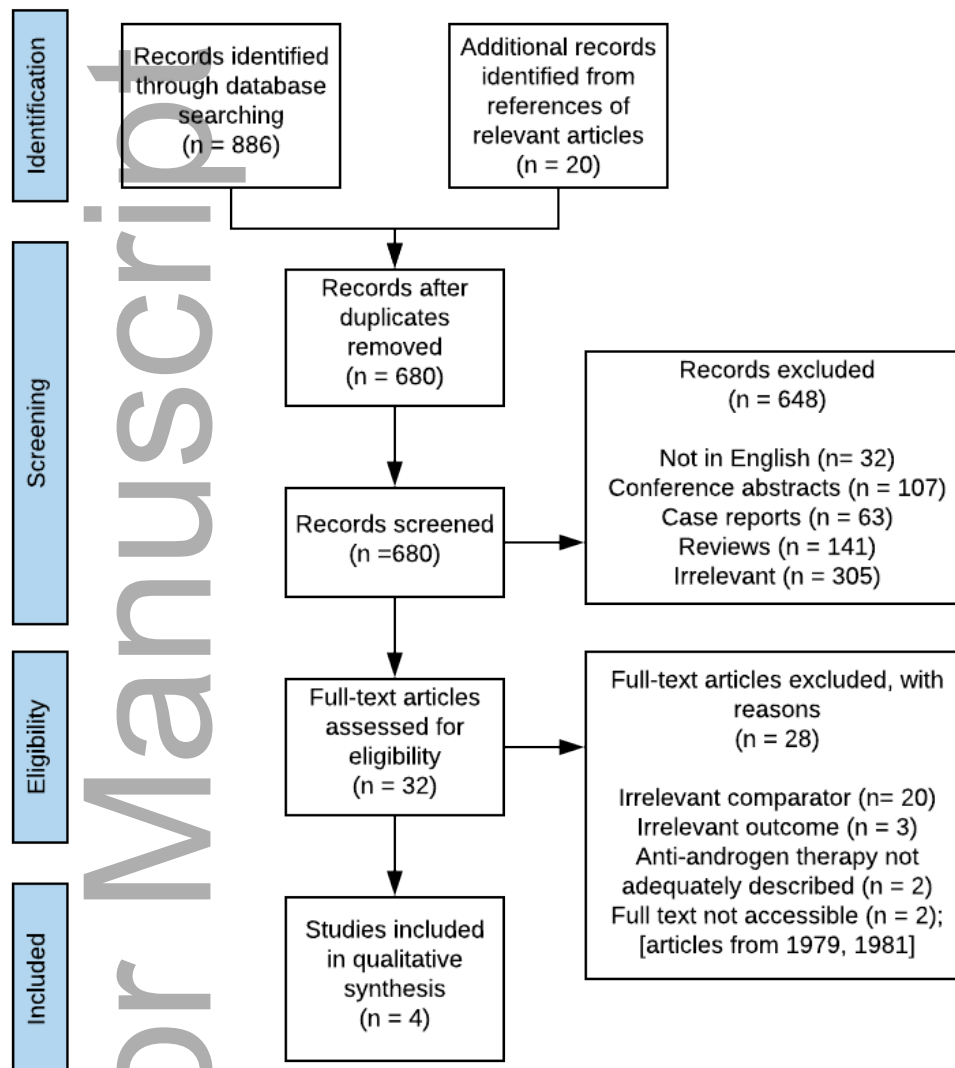 Identification
Records identified
through database
searching
(n = 886)
Additional records
identified from
references of
relevant articles
(n = 20)
Screening
Records after
duplicates
removed
(n = 680)
Records screened
(n =680)
Records excluded
(n = 648)
Not in English (n= 32)
Conference abstracts (n = 107)
Case reports (n = 63)
Reviews (n = 141)
Irrelevant (n = 305)
Eligibility
Full-text articles
assessed for
eligibility
(n = 32)
Full-text articles excluded, with
reasons
(n = 28)
Irrelevant comparator (n= 20)
Irrelevant outcome (n = 3)
Anti-androgen therapy not
adequately described (n = 2)
Full text not accessible (n = 2);
[articles from 1979, 1981]
Included
Studies included
in qualitative
synthesis
(n = 4)
or Manuscript